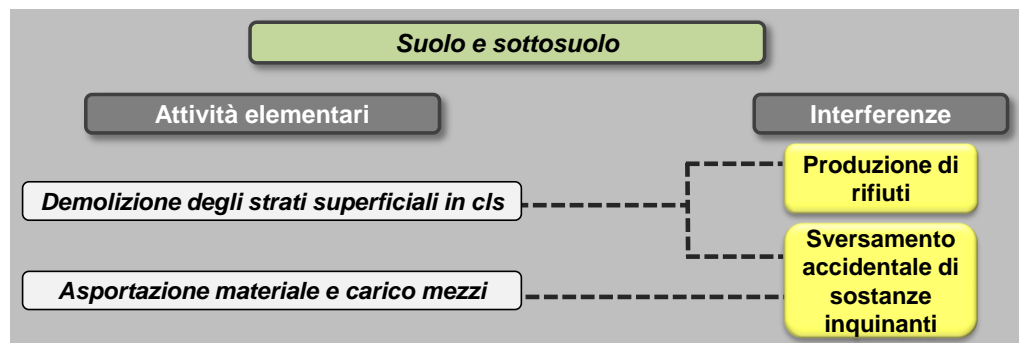 Suolo e sottosuolo
Attività elementari
Interferenze
Produzione di
rifiuti
Demolizione degli strati superficiali in cls
Sversamento
accidentale di
sostanze
inquinanti
Asportazione materiale e carico mezzi